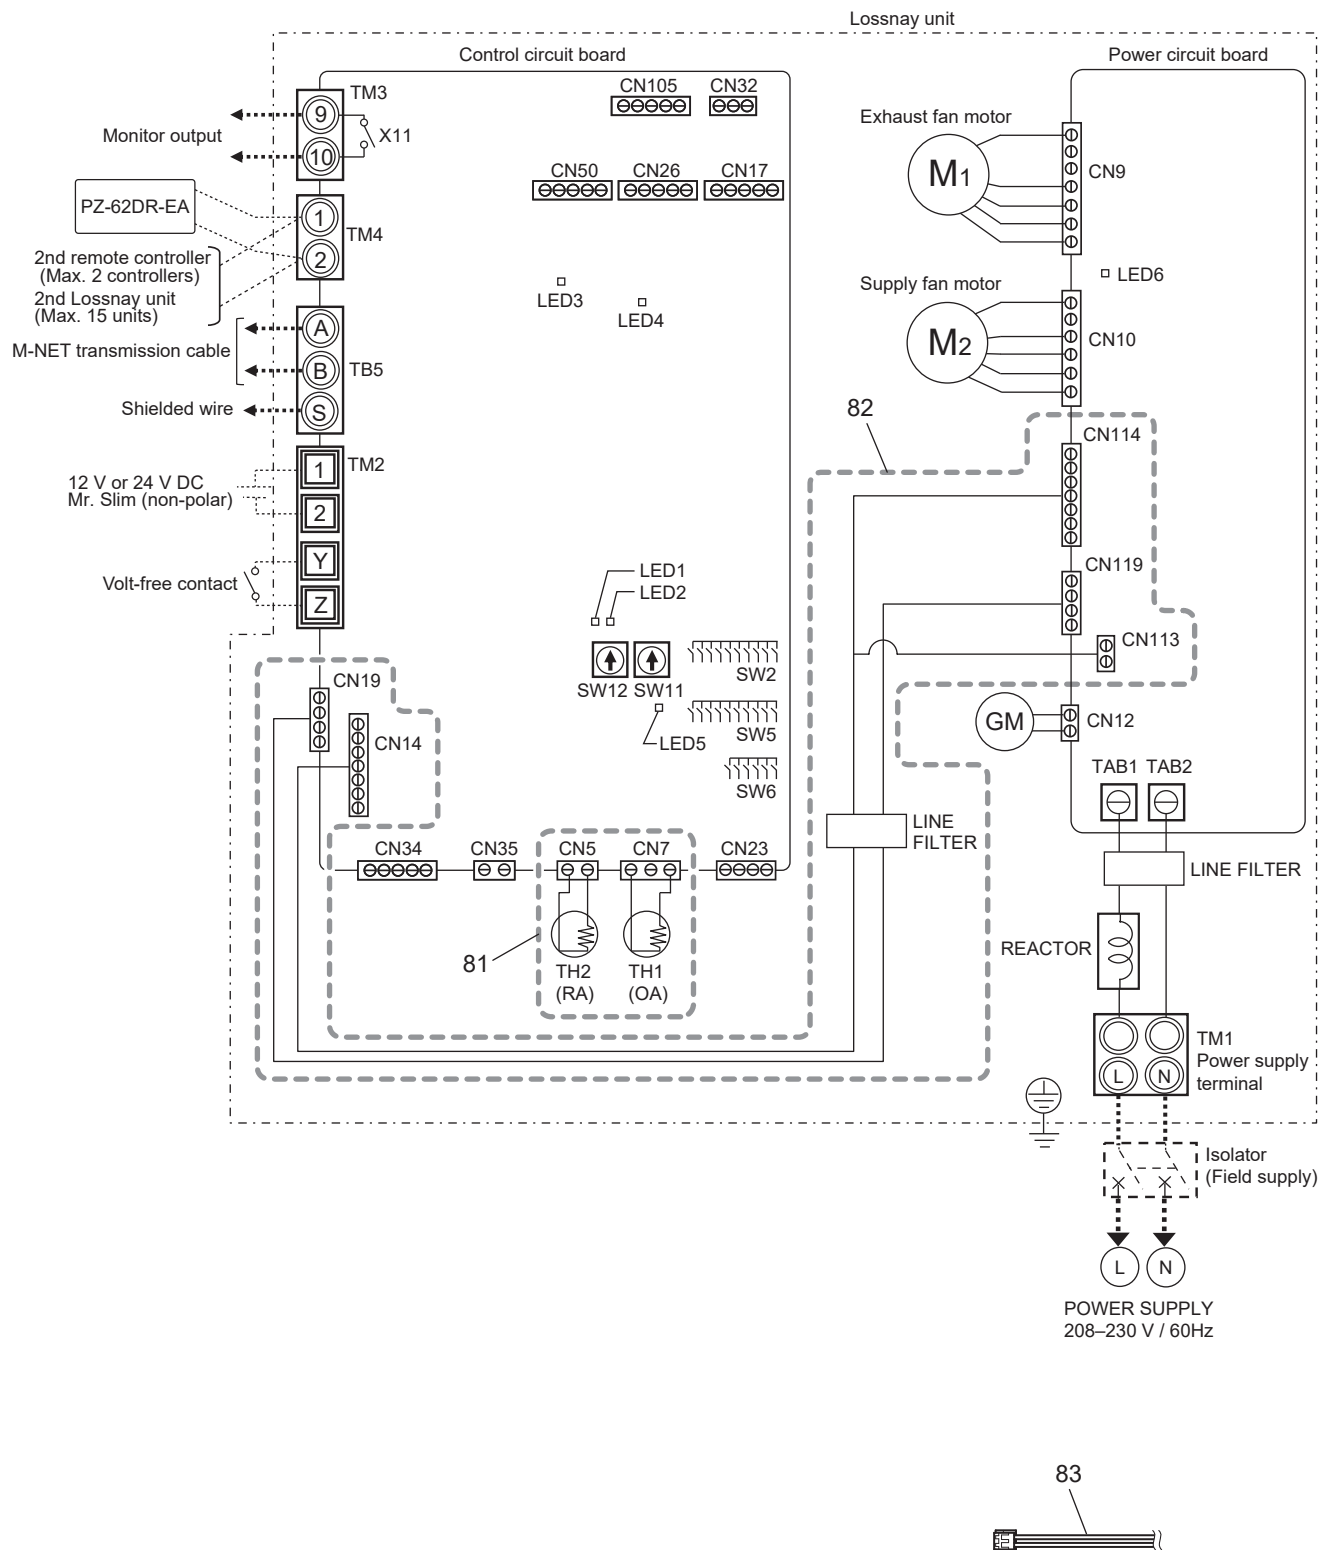 Lossnay unit
Control circuit board
Power circuit board
TM3
9
10
X11
Monitor output
CN105
CN32
Exhaust fan motor
M1
CN9
CN50
CN26
CN17
PZ-62DR-EA
1
2
TM4
2nd remote controller
(Max. 2 controllers)
2nd Lossnay unit
(Max. 15 units)
LED3
LED4
LED6
Supply fan motor
M2
CN10
A
B
S
TB5
M-NET transmission cable
Shielded wire
82
CN114
TM2
1
2
Y
Z
12 V or 24 V DC
Mr. Slim (non-polar)
Volt-free contact
LED1
LED2
CN119
CN113
SW12
SW11
SW2
CN19
CN14
LED5
SW5
SW6
GM
CN12
TAB1
TAB2
LINE
FILTER
CN34
CN35
CN5
CN7
CN23
LINE FILTER
81
TH2
(RA)
TH1
(OA)
REACTOR
TM1
Power supply
terminal
L
N
Isolator
(Field supply)
L
N
POWER SUPPLY
208–230 V / 60Hz
83